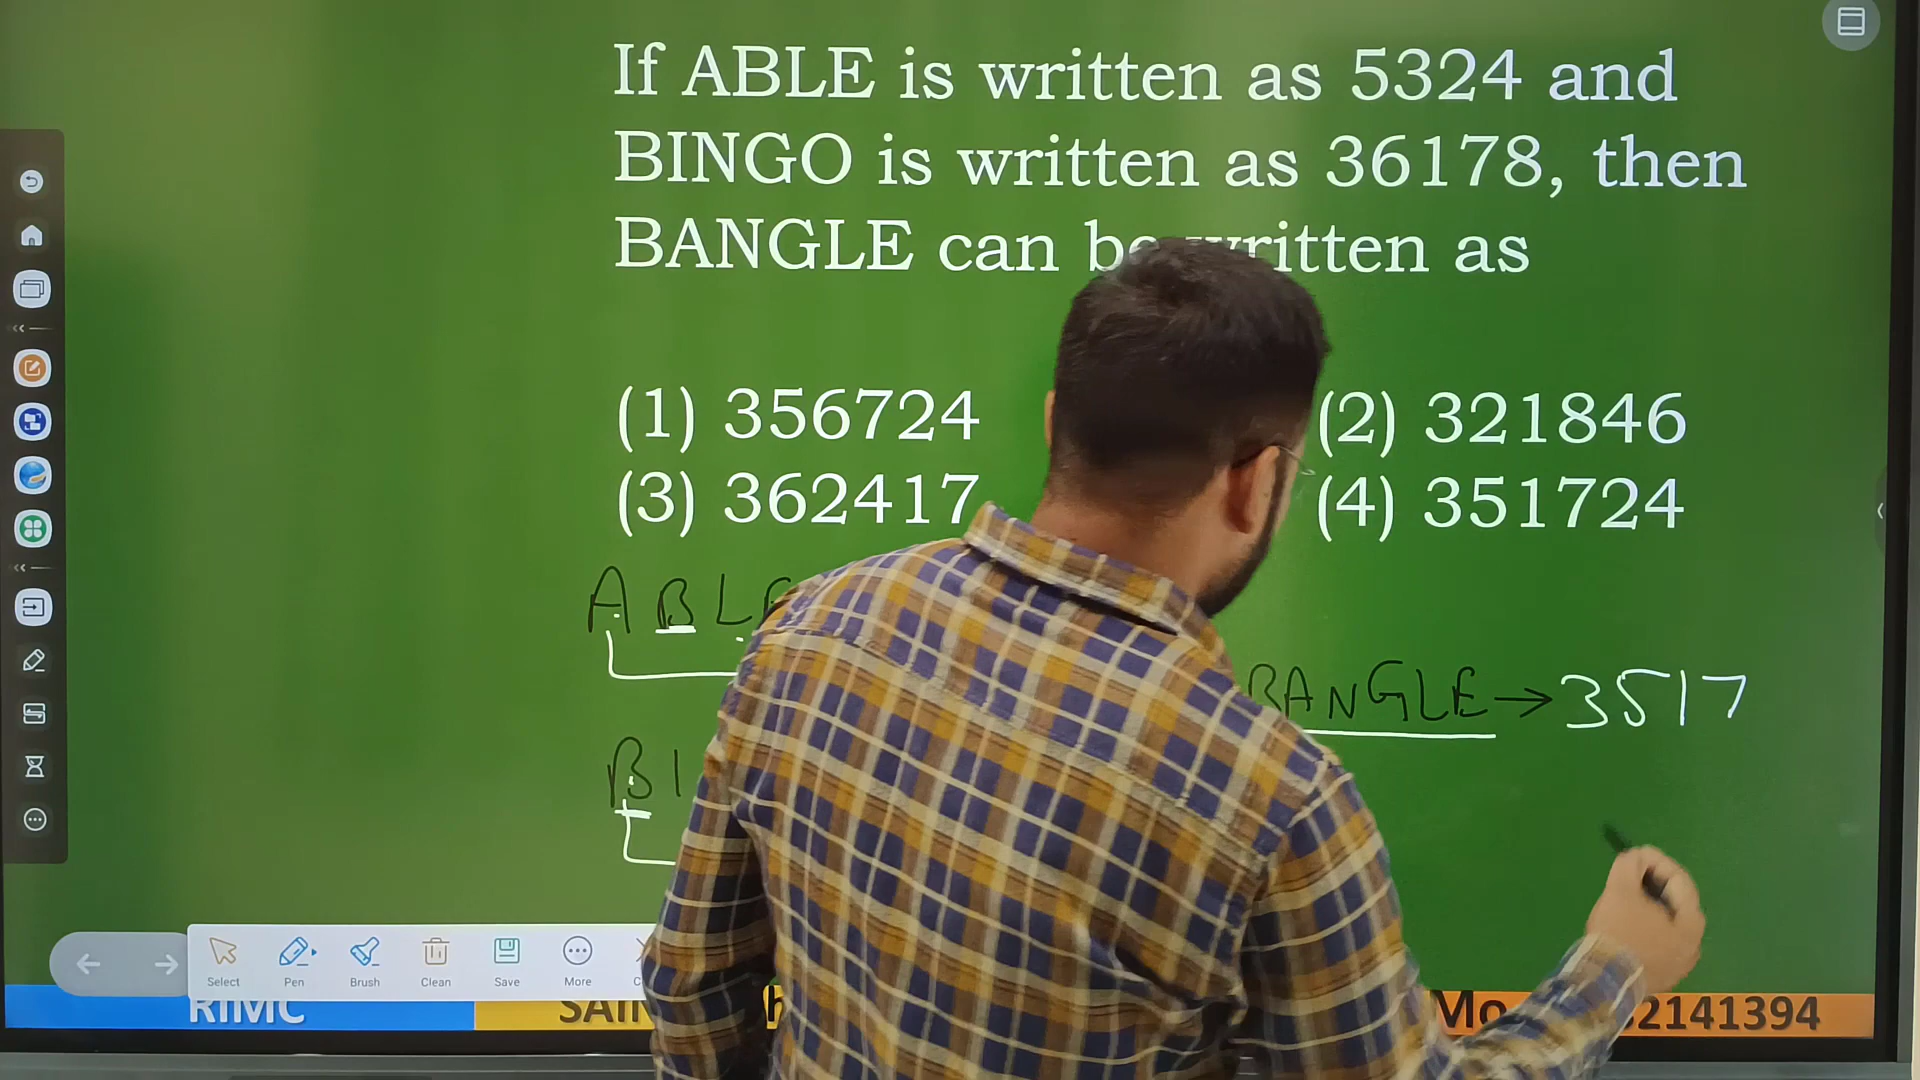 If ABLE is written as 5324 and
BINGO is written as 36178, then
BANGLE can be written as
(1) 356724
(2) 321846
(3) 362417
(4) 351724
A B L E
BANGLE → 3517
B I
Select Pen Brush Clean Save More
RIMC
2141394